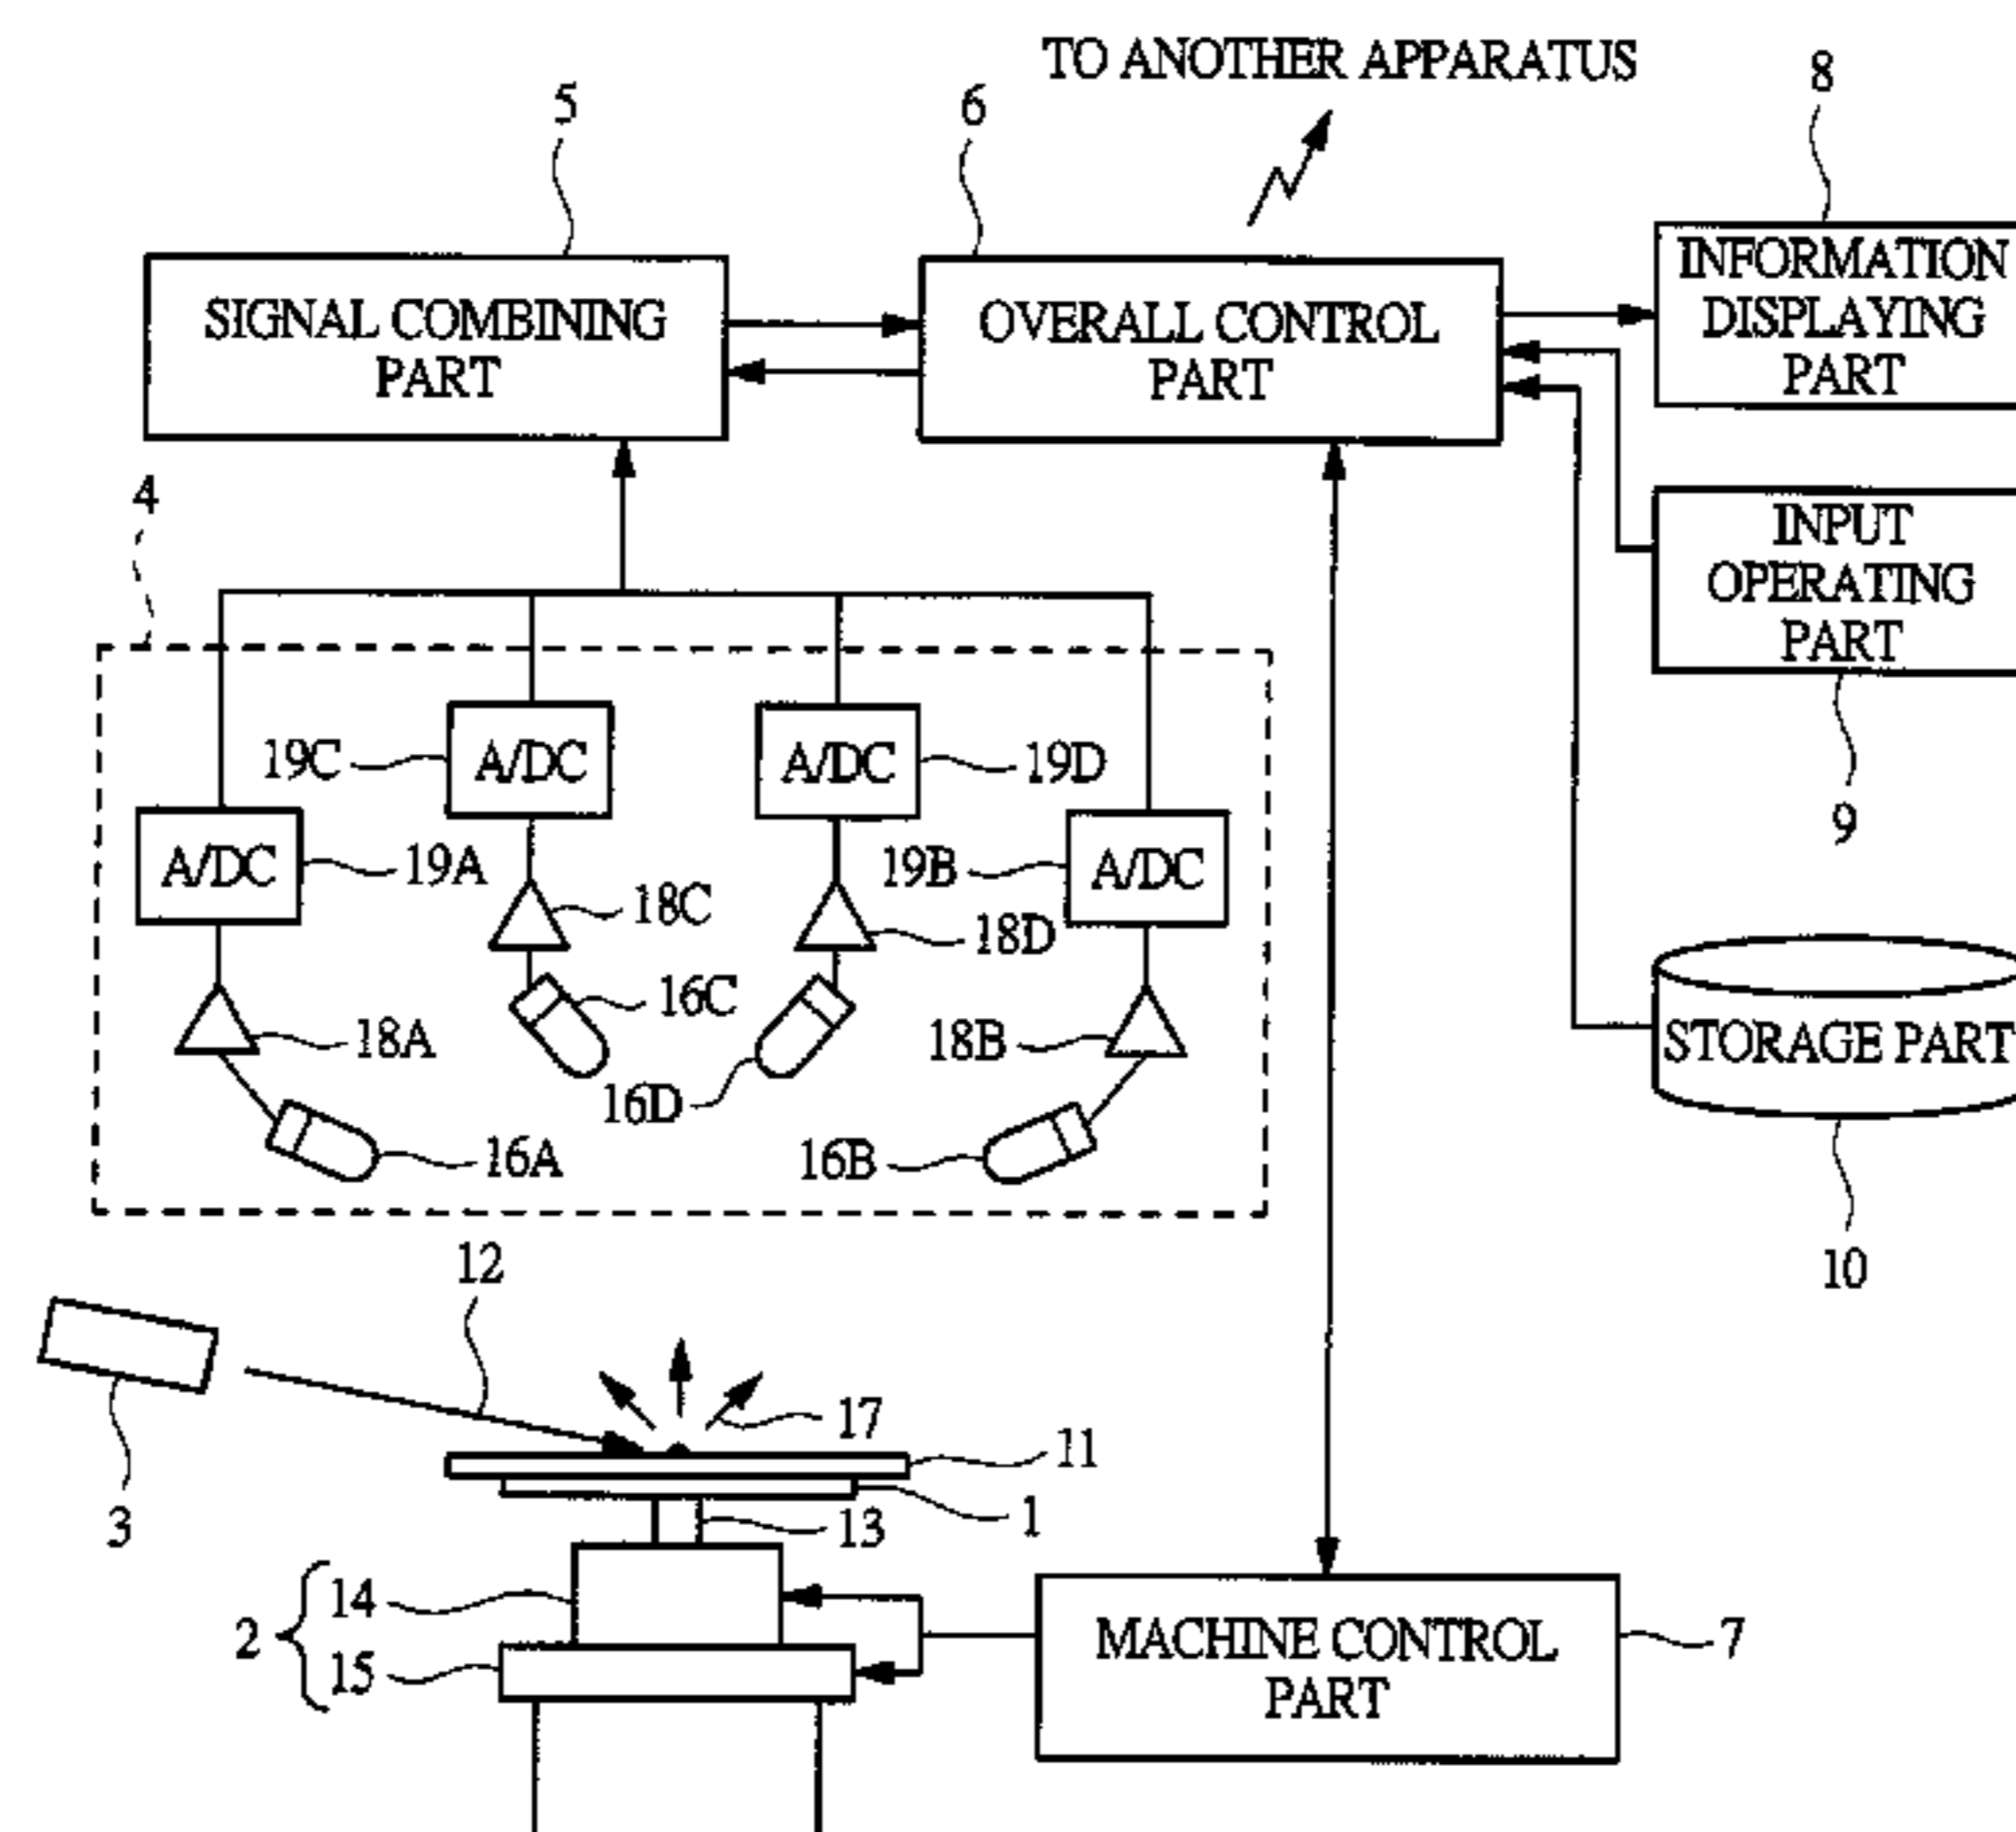 TO ANOTHER APPARATUS
5
6
8
SIGNAL COMBINING
PART
OVERALL CONTROL
PART
INFORMATION
DISPLAYING
PART
4
INPUT
OPERATING
PART
9
19C
A/DC
A/DC
19D
A/DC
19A
19B
A/DC
18C
18D
16C
18A
18B
16D
16A
16B
STORAGE PART
10
12
3
17
11
1
13
2
14
15
MACHINE CONTROL
PART
7